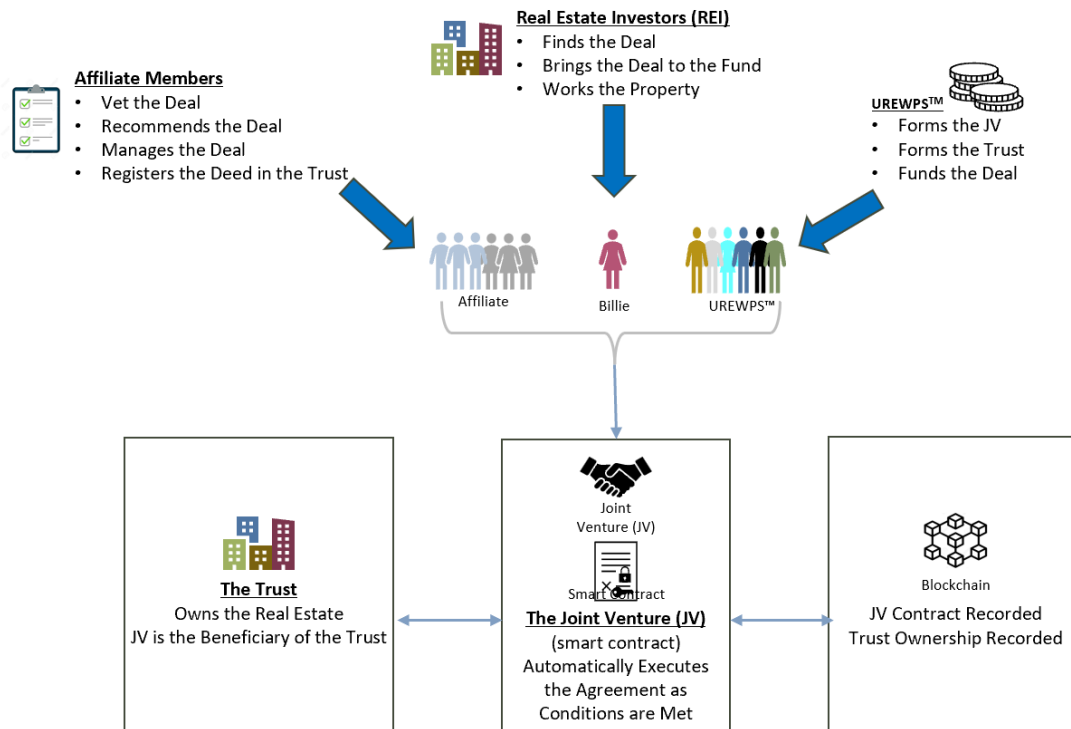 Real Estate Investors (REI)
• Finds the Deal
• Brings the Deal to the Fund
• Works the Property
Affiliate Members
• Vet the Deal
• Recommends the Deal
• Manages the Deal
• Registers the Deed in the Trust
UREWPS™
• Forms the JV
• Forms the Trust
• Funds the Deal
Affiliate
Billie
UREWPS™
The Trust
Owns the Real Estate
JV is the Beneficiary of the Trust
Joint
Venture (JV)
Smart Contract
The Joint Venture (JV)
(smart contract)
Automatically Executes
the Agreement as
Conditions are Met
Blockchain
JV Contract Recorded
Trust Ownership Recorded